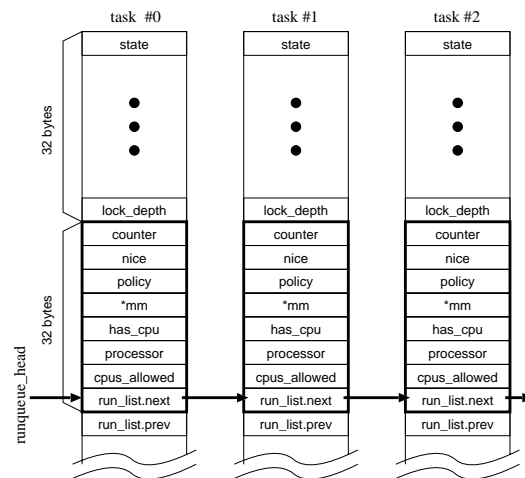 task #0 task #1 task #2
state state state
32 bytes
lock_depth lock_depth lock_depth
counter counter counter
nice nice nice
policy policy policy
*mm *mm *mm
32 bytes
has_cpu has_cpu has_cpu
processor processor processor
cpus_allowed cpus_allowed cpus_allowed
runqueue_head
run_list.next run_list.next run_list.next
run_list.prev run_list.prev run_list.prev